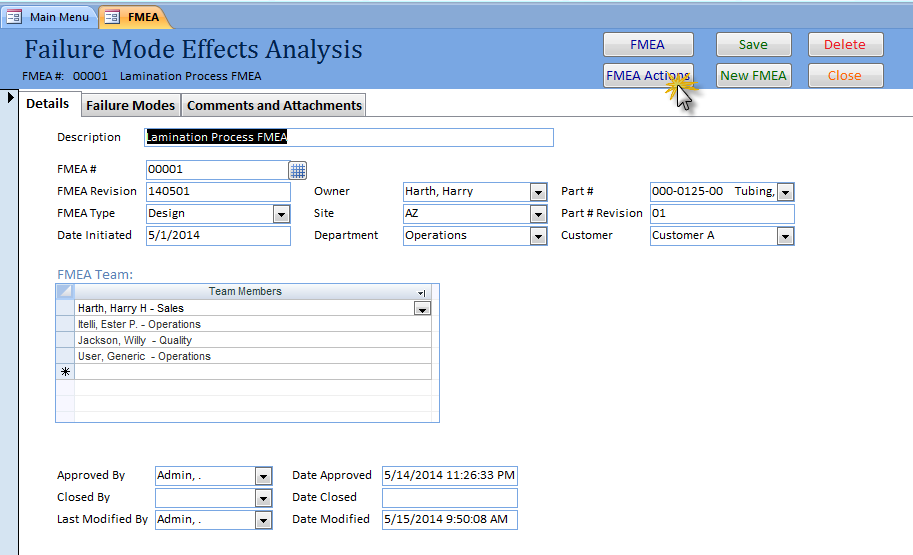 Main Menu FMEA
Failure Mode Effects Analysis FMEA Save Delete
FMEA #: 00001 Lamination Process FMEA FMEA Actions New FMEA Close
Details Failure Modes Comments and Attachments
Description Lamination Process FMEA
FMEA # 00001
FMEA Revision 140501 Owner Harth, Harry Part # 000-0125-00 Tubing,
FMEA Type Design Site AZ Part # Revision 01
Date Initiated 5/1/2014 Department Operations Customer Customer A
FMEA Team:
Team Members
Harth, Harry H - Sales
Itelli, Ester P. - Operations
Jackson, Willy - Quality
User, Generic - Operations
Approved By Admin, . Date Approved 5/14/2014 11:26:33 PM
Closed By Date Closed
Last Modified By Admin, . Date Modified 5/15/2014 9:50:08 AM